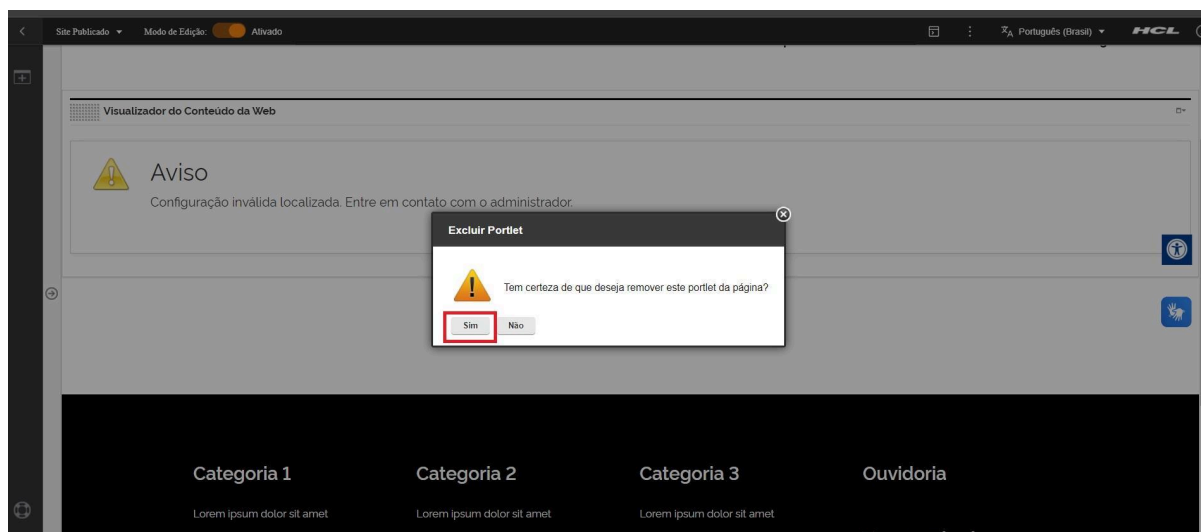 Site Publicado
Modo de Edição:
Ativado
Português (Brasil)
HCL
Visualizador do Conteúdo da Web
Aviso
Configuração inválida localizada. Entre em contato com o administrador.
Excluir Portlet
Tem certeza de que deseja remover este portlet da página?
Sim
Não
Categoria 1
Categoria 2
Categoria 3
Ouvidoria
Lorem ipsum dolor sit amet
Lorem ipsum dolor sit amet
Lorem ipsum dolor sit amet